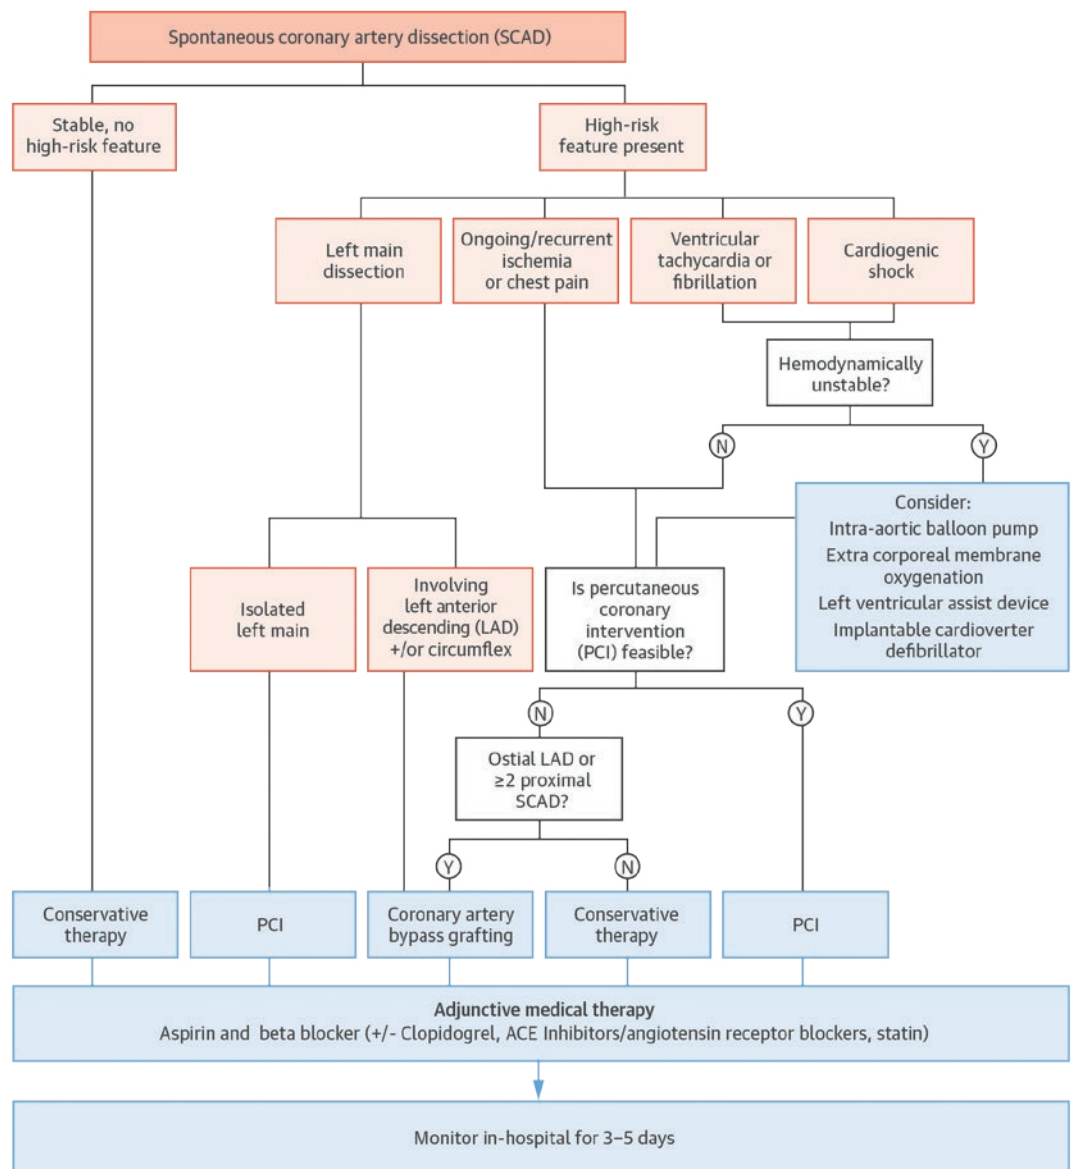 Spontaneous coronary artery dissection (SCAD)
Stable, no
high-risk feature
High-risk
feature present
Left main
dissection
Ongoing/recurrent
ischemia
or chest pain
Ventricular
tachycardia or
fibrillation
Cardiogenic
shock
Hemodynamically
unstable?
N
Y
Consider:
Intra-aortic balloon pump
Extra corporeal membrane
oxygenation
Left ventricular assist device
Implantable cardioverter
defibrillator
Isolated
left main
Involving
left anterior
descending (LAD)
+/or circumflex
Is percutaneous
coronary
intervention
(PCI) feasible?
N
Y
Ostial LAD or
≥2 proximal
SCAD?
Y
N
Conservative
therapy
PCI
Coronary artery
bypass grafting
Conservative
therapy
PCI
Adjunctive medical therapy
Aspirin and beta blocker (+/- Clopidogrel, ACE Inhibitors/angiotensin receptor blockers, statin)
Monitor in-hospital for 3–5 days